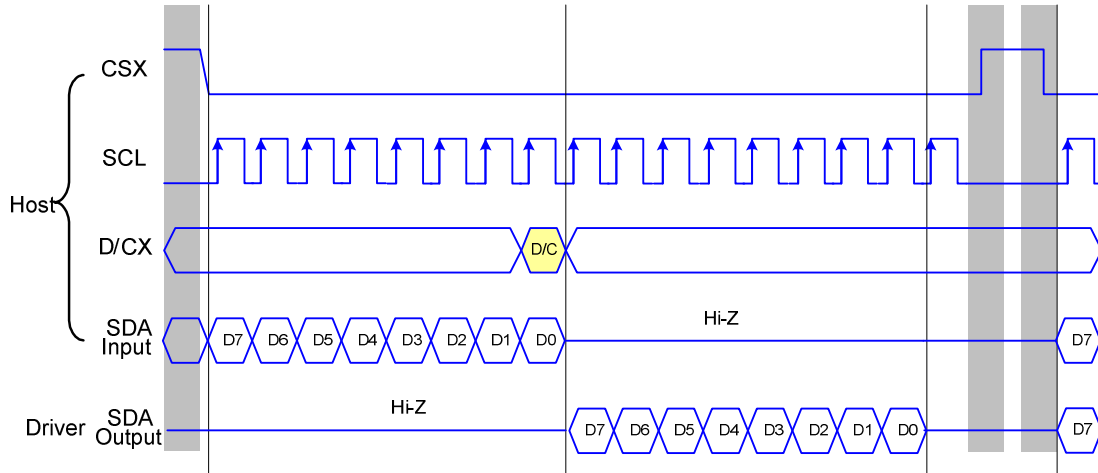 CSX
SCL
Host
D/CX
D/C
SDA
Input
D7 D6 D5 D4 D3 D2 D1 D0
Hi-Z
D7
Driver
SDA
Output
Hi-Z
D7 D6 D5 D4 D3 D2 D1 D0
D7